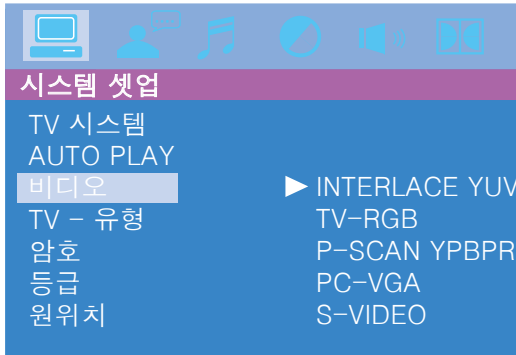 시스템 셋업
TV 시스템
AUTO PLAY
비디오
▶ INTERLACE YUV
TV - 유형
TV-RGB
암호
P-SCAN YPBPR
등급
PC-VGA
원위치
S-VIDEO